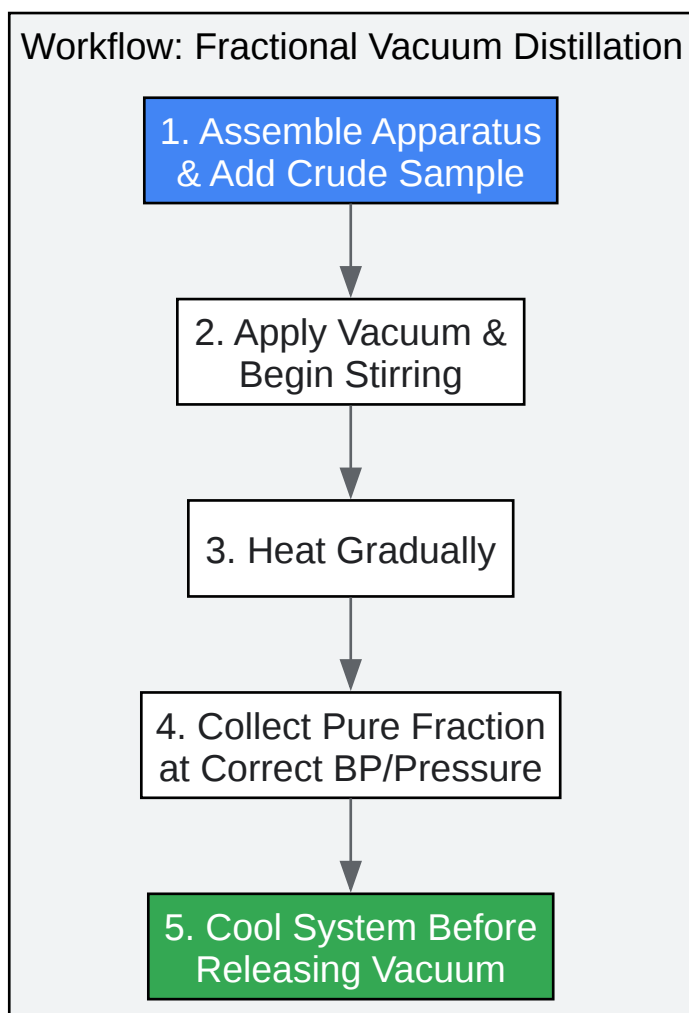 Workflow: Fractional Vacuum Distillation
1. Assemble Apparatus
& Add Crude Sample
2. Apply Vacuum &
Begin Stirring
3. Heat Gradually
4. Collect Pure Fraction
at Correct BP/Pressure
5. Cool System Before
Releasing Vacuum